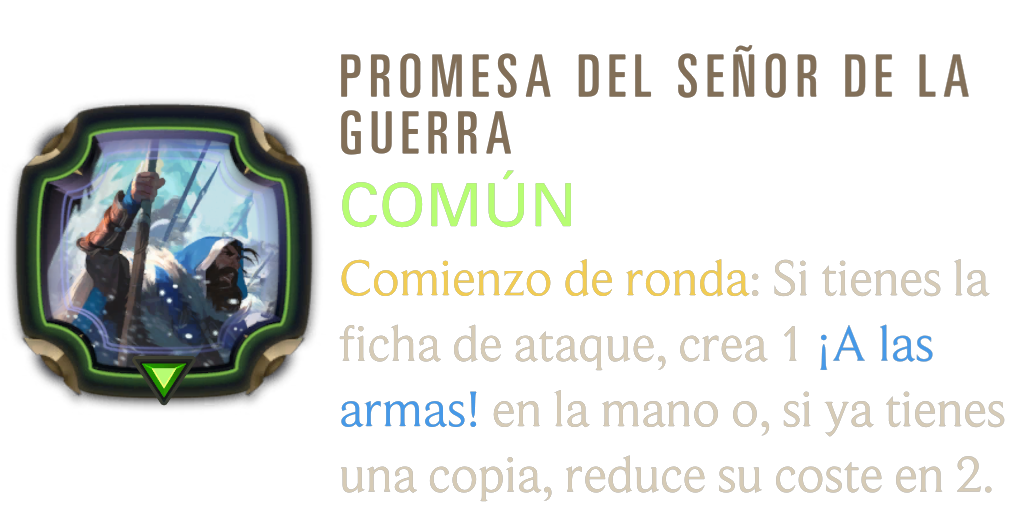 PROMESA DEL SEÑOR DE LA
GUERRA
COMÚN
Comienzo de ronda: Si tienes la
ficha de ataque, crea 1 ¡A las
armas! en la mano o, si ya tienes
una copia, reduce su coste en 2.